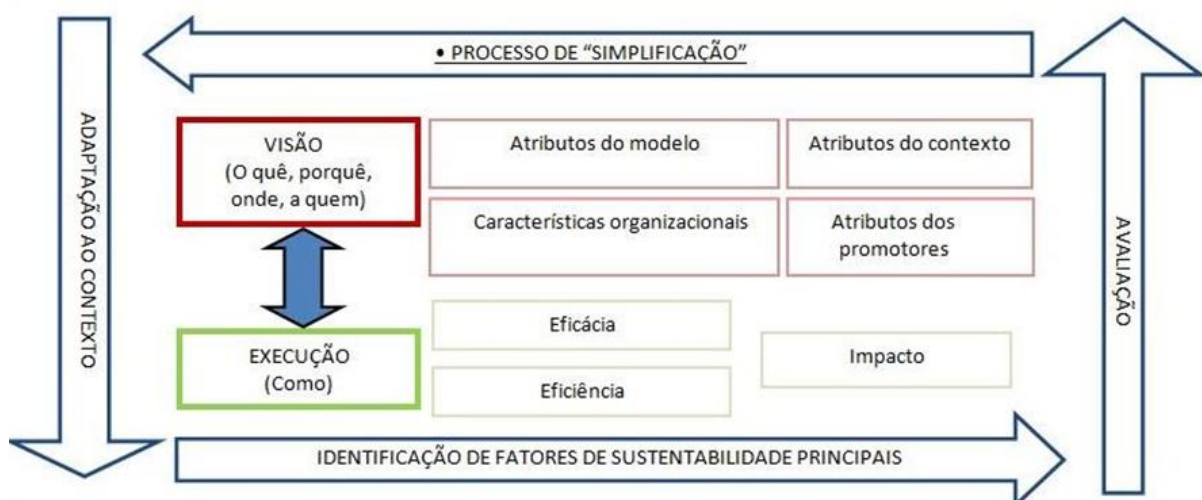 • PROCESSO DE “SIMPLIFICAÇÃO”
ADAPTAÇÃO AO CONTEXTO
VISÃO
(O quê, porquê,
onde, a quem)
Atributos do modelo
Atributos do contexto
Características organizacionais
Atributos dos
promotores
EXECUÇÃO
(Como)
Eficácia
Eficiência
Impacto
AVALIAÇÃO
IDENTIFICAÇÃO DE FATORES DE SUSTENTABILIDADE PRINCIPAIS